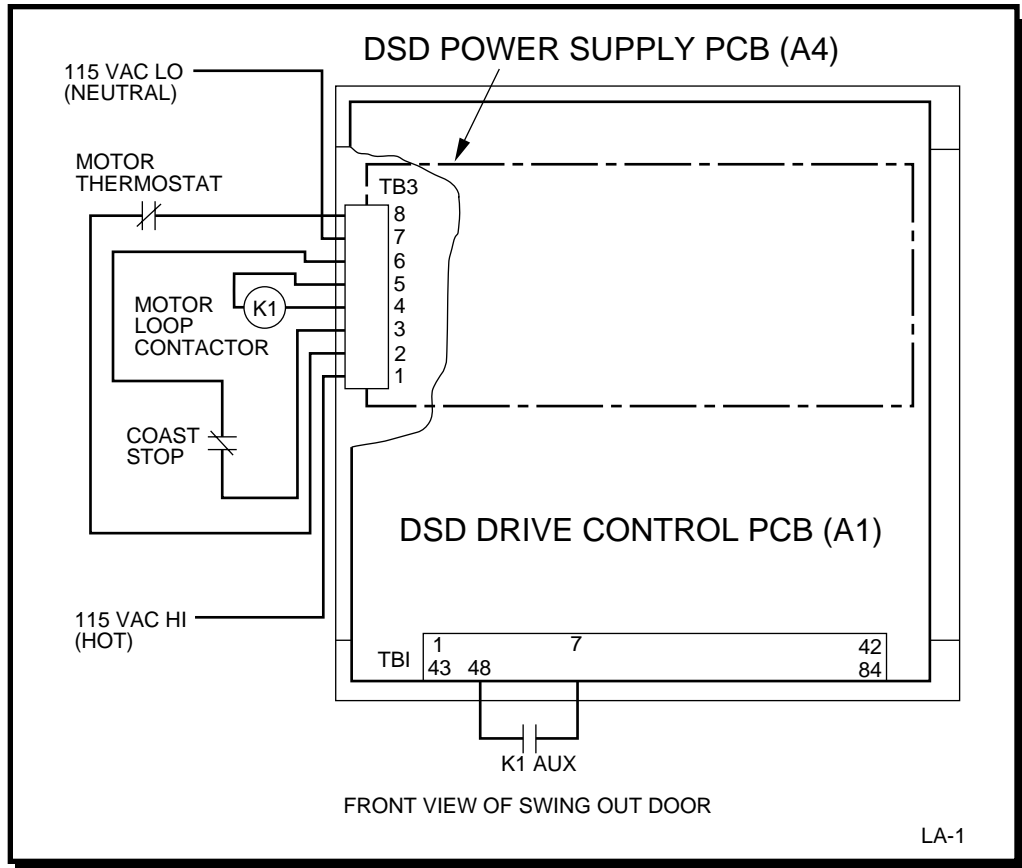 DSD POWER SUPPLY PCB (A4)
115 VAC LO
(NEUTRAL)
MOTOR
THERMOSTAT
TB3
8
7
6
5
4
3
2
1
MOTOR
LOOP
CONTACTOR
K1
COAST
STOP
DSD DRIVE CONTROL PCB (A1)
115 VAC HI
(HOT)
TBI
1 7 42
43 48 84
K1 AUX
FRONT VIEW OF SWING OUT DOOR
LA-1